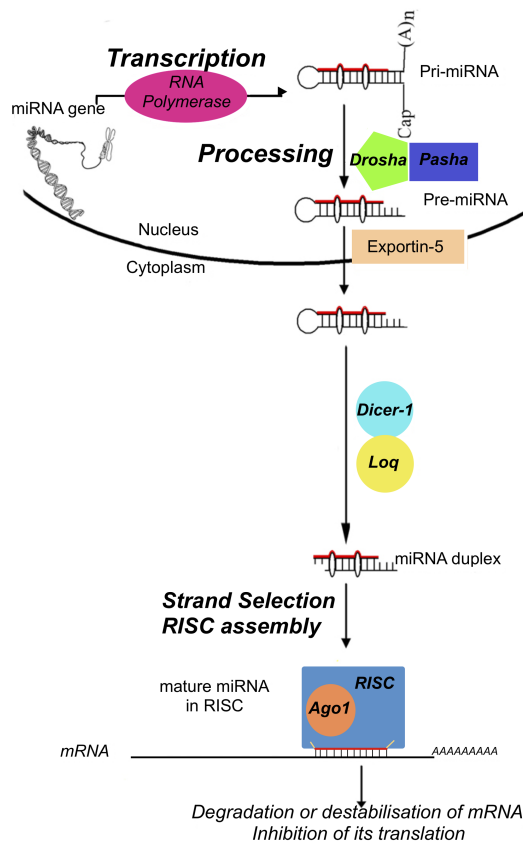 Transcription
RNA
Polymerase
miRNA gene
(A)n
Pri-miRNA
Cap
Processing
Drosha
Pasha
Pre-miRNA
Nucleus
Exportin-5
Cytoplasm
Dicer-1
Loq
miRNA duplex
Strand Selection
RISC assembly
mature miRNA
in RISC
RISC
Ago1
mRNA
AAAAAAAAA
Degradation or destabilisation of mRNA
Inhibition of its translation